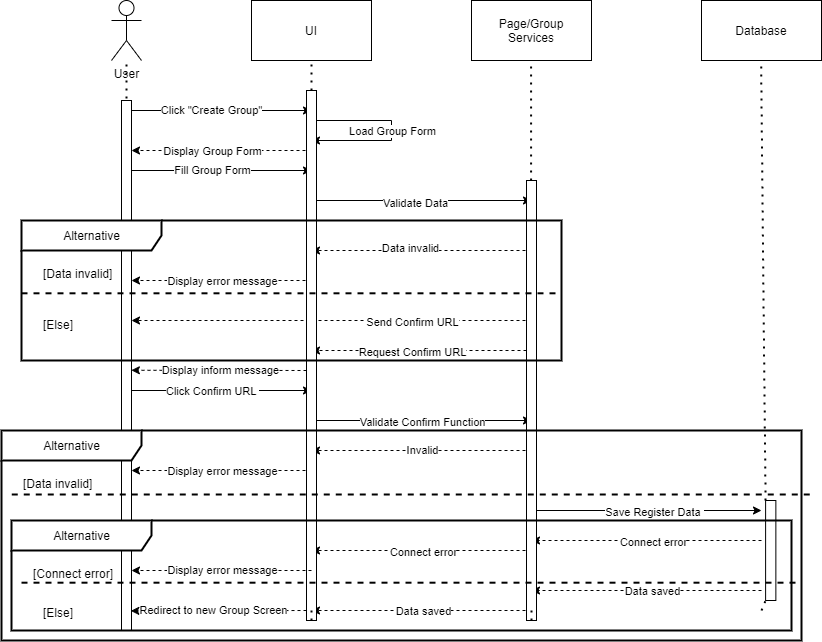 UI
Page/Group
Services
Database
User
Click "Create Group"
Load Group Form
Display Group Form
Fill Group Form
Validate Data
Alternative
Data invalid
[Data invalid]
Display error message
[Else]
Send Confirm URL
Request Confirm URL
Display inform message
Click Confirm URL
Validate Confirm Function
Alternative
Invalid
Display error message
[Data invalid]
Save Register Data
Alternative
Connect error
Connect error
[Connect error]
Display error message
Data saved
[Else]
Redirect to new Group Screen
Data saved